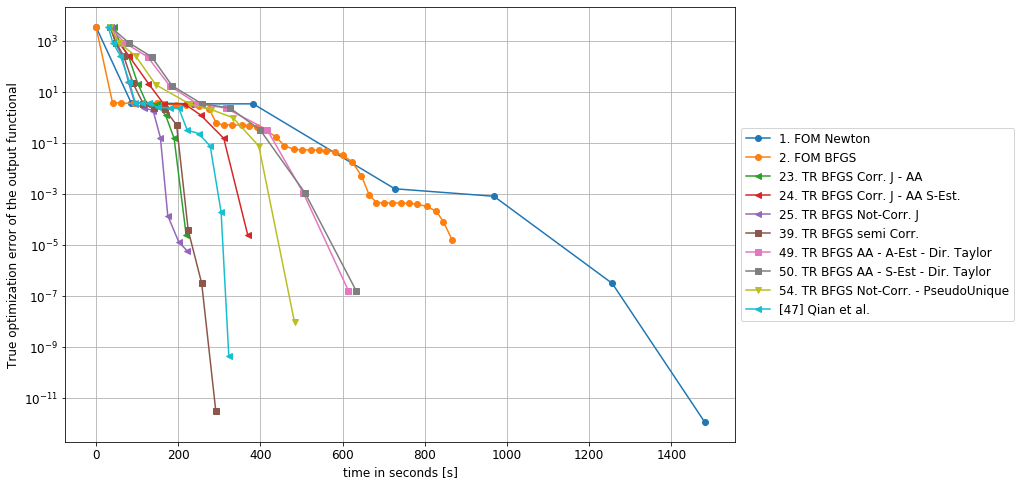 True optimization error of the output functional
10^3
10^1
10^−1
10^−3
10^−5
10^−7
10^−9
10^−11
0 200 400 600 800 1000 1200 1400
time in seconds [s]
1. FOM Newton
2. FOM BFGS
23. TR BFGS Corr. J - AA
24. TR BFGS Corr. J - AA S-Est.
25. TR BFGS Not-Corr. J
39. TR BFGS semi Corr.
49. TR BFGS AA - A-Est - Dir. Taylor
50. TR BFGS AA - S-Est - Dir. Taylor
54. TR BFGS Not-Corr. - PseudoUnique
[47] Qian et al.